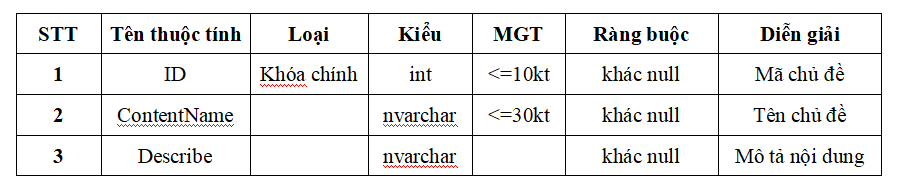 STT Tên thuộc tính Loại Kiểu MGT Ràng buộc Diễn giải
1 ID Khóa chính int <=10kt khác null Mã chủ đề
2 ContentName nvarchar <=30kt khác null Tên chủ đề
3 Describe nvarchar khác null Mô tả nội dung